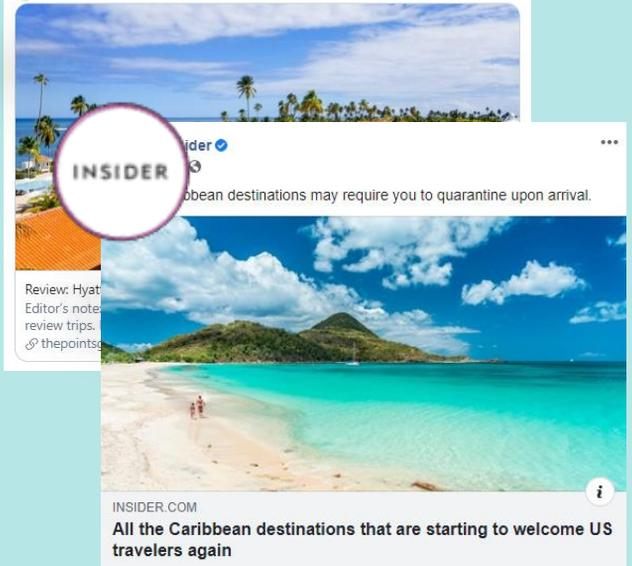 INSIDER
ider
bbean destinations may require you to quarantine upon arrival.
Review: Hyat
Editor's note:
review trips.
thepointsg
INSIDER.COM
All the Caribbean destinations that are starting to welcome US
travelers again